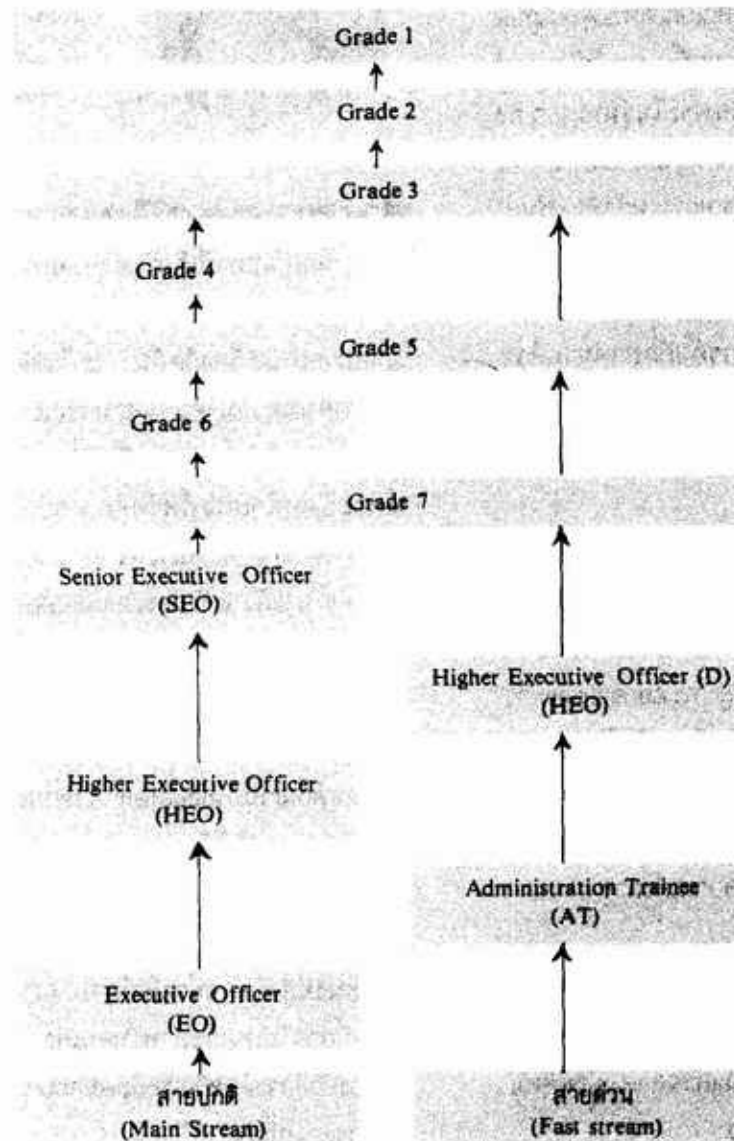 Grade 1
Grade 2
Grade 3
Grade 4
Grade 5
Grade 6
Grade 7
Senior Executive Officer
(SEO)
Higher Executive Officer (D)
(HEO)
Higher Executive Officer
(HEO)
Administration Trainee
(AT)
Executive Officer
(EO)
สายปกติ
(Main Stream)
สายด่วน
(Fast stream)